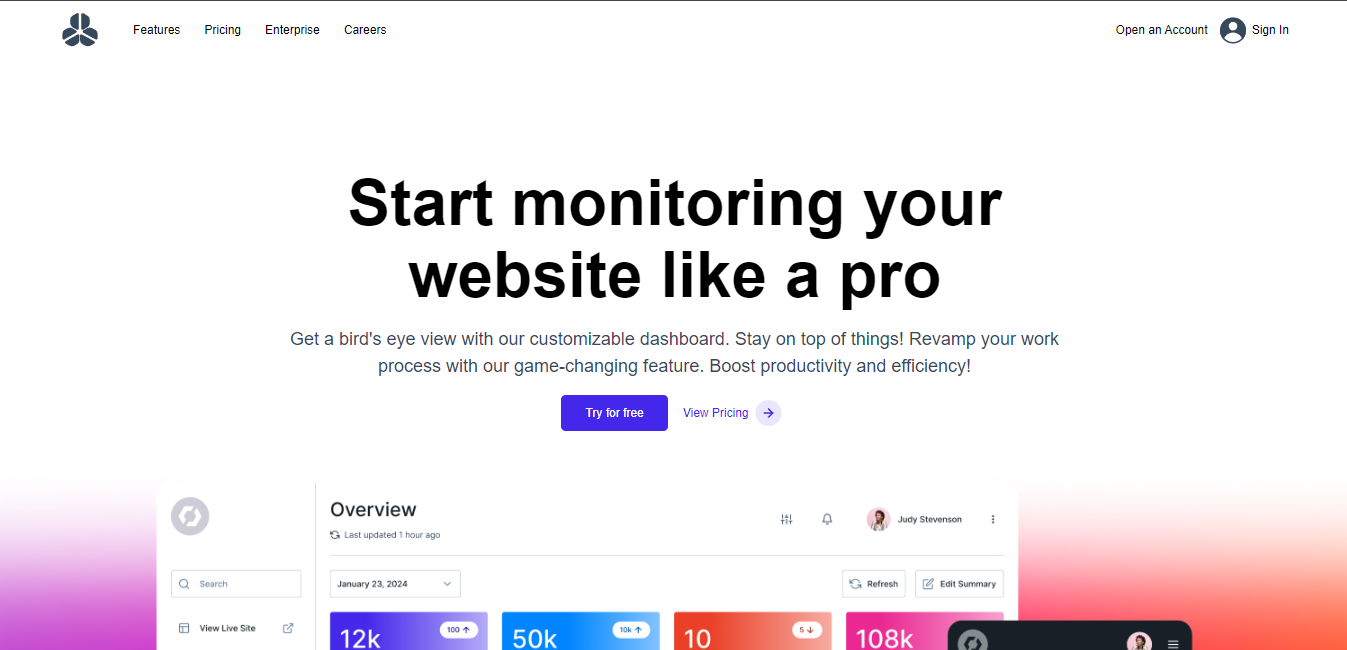 Features Pricing Enterprise Careers Open an Account Sign In
Start monitoring your
website like a pro
Get a bird's eye view with our customizable dashboard. Stay on top of things! Revamp your work
process with our game-changing feature. Boost productivity and efficiency!
Try for free View Pricing
Overview
Last updated 1 hour ago
Judy Stevenson
Search
January 23, 2024
Refresh Edit Summary
View Live Site
12k 100
50k 10k
10 5
108k